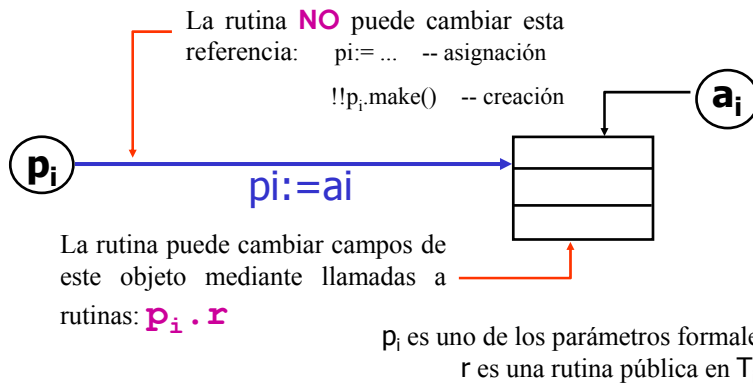 La rutina NO puede cambiar esta
referencia: pi:= ... -- asignación
!!pi.make() -- creación
ai
pi
pi:=ai
La rutina puede cambiar campos de
este objeto mediante llamadas a
rutinas: pi.r
pi es uno de los parámetros formale
r es una rutina pública en T